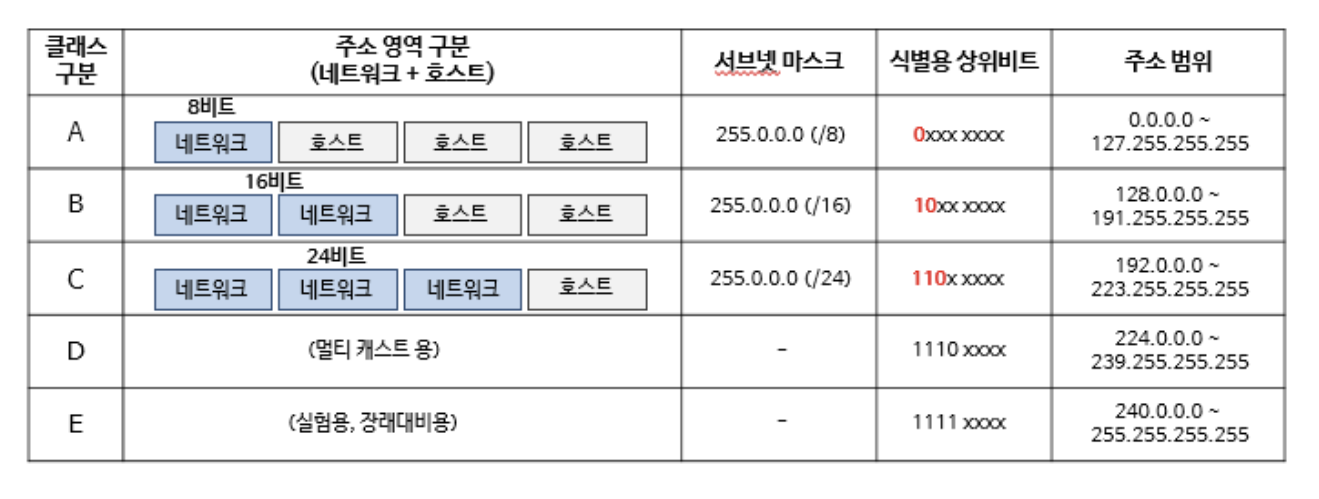 클래스
구분
주소 영역 구분
(네트워크 + 호스트)
서브넷 마스크
식별용 상위비트
주소 범위
A
8비트
네트워크 호스트 호스트 호스트
255.0.0.0 (/8)
0xxx xxxx
0.0.0.0 ~
127.255.255.255
B
16비트
네트워크 네트워크 호스트 호스트
255.0.0.0 (/16)
10xx xxxx
128.0.0.0 ~
191.255.255.255
C
24비트
네트워크 네트워크 네트워크 호스트
255.0.0.0 (/24)
110x xxxx
192.0.0.0 ~
223.255.255.255
D
(멀티 캐스트 용)
-
1110 xxxx
224.0.0.0 ~
239.255.255.255
E
(실험용, 장래대비용)
-
1111 xxxx
240.0.0.0 ~
255.255.255.255